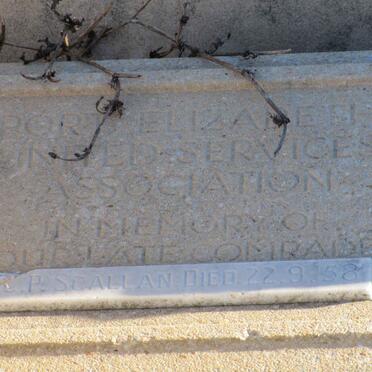 PORT ELIZABETH
UNITED SERVICES
ASSOCIATION
IN MEMORY OF
OUR LATE COMRADE
P. SCALLAN DIED 22.9.58